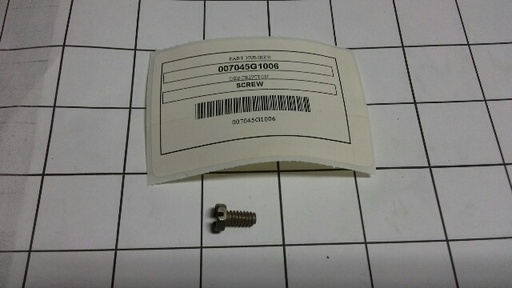 PART NUMBER
007045G1006
DESCRIPTION
SCREW
007045G1006